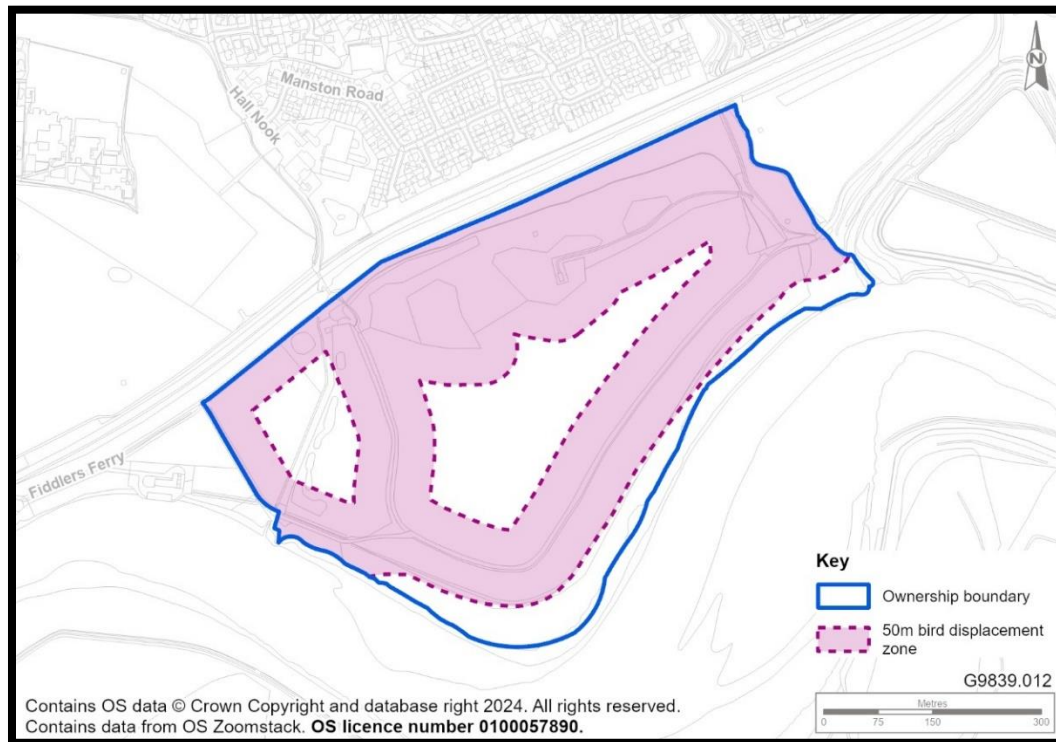 Manston Road
Hall Nook
N
Fiddlers Ferry
Key
Ownership boundary
50m bird displacement
zone
G9839.012
Metres
0 75 150 300
Contains OS data © Crown Copyright and database right 2024. All rights reserved.
Contains data from OS Zoomstack. OS licence number 0100057890.